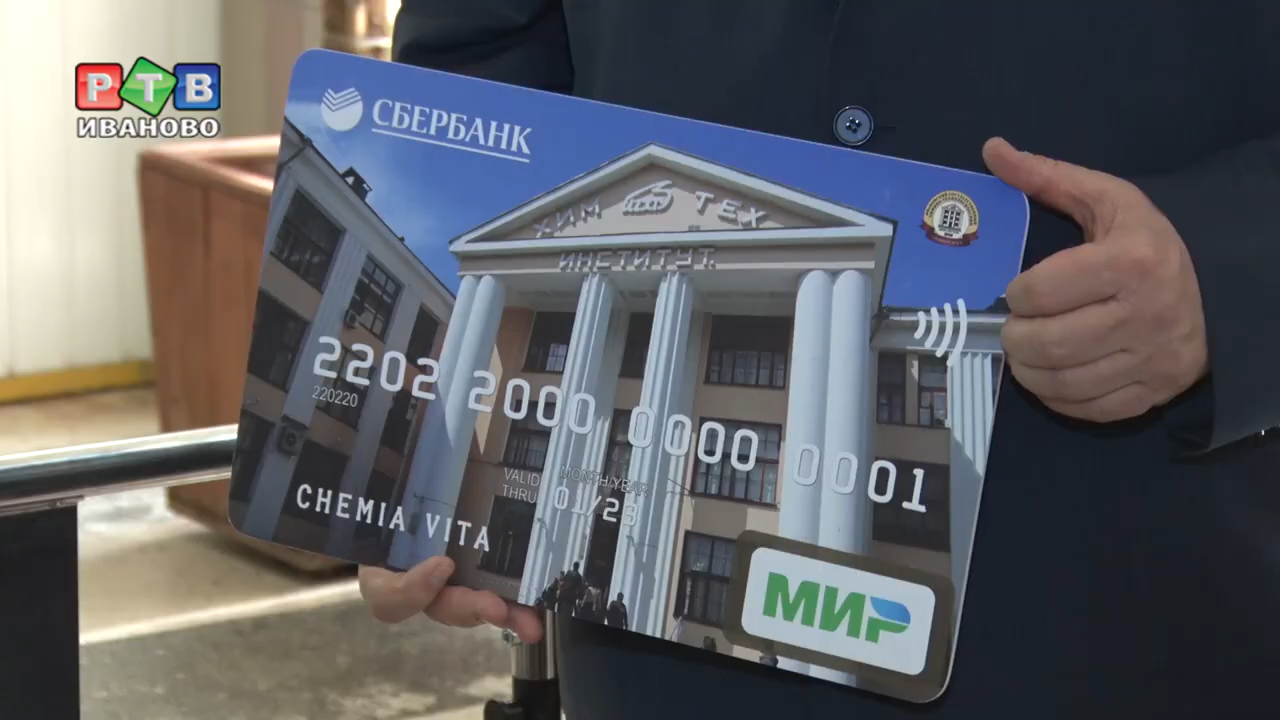 РТВ
ИВАНОВО
СБЕРБАНК
ХИМ ТЕХ
ИНСТИТУТ
2202 2000 0000 0001
220220
VALID THRU
MONTH/YEAR
01/23
CHEMIA VITA
МИР